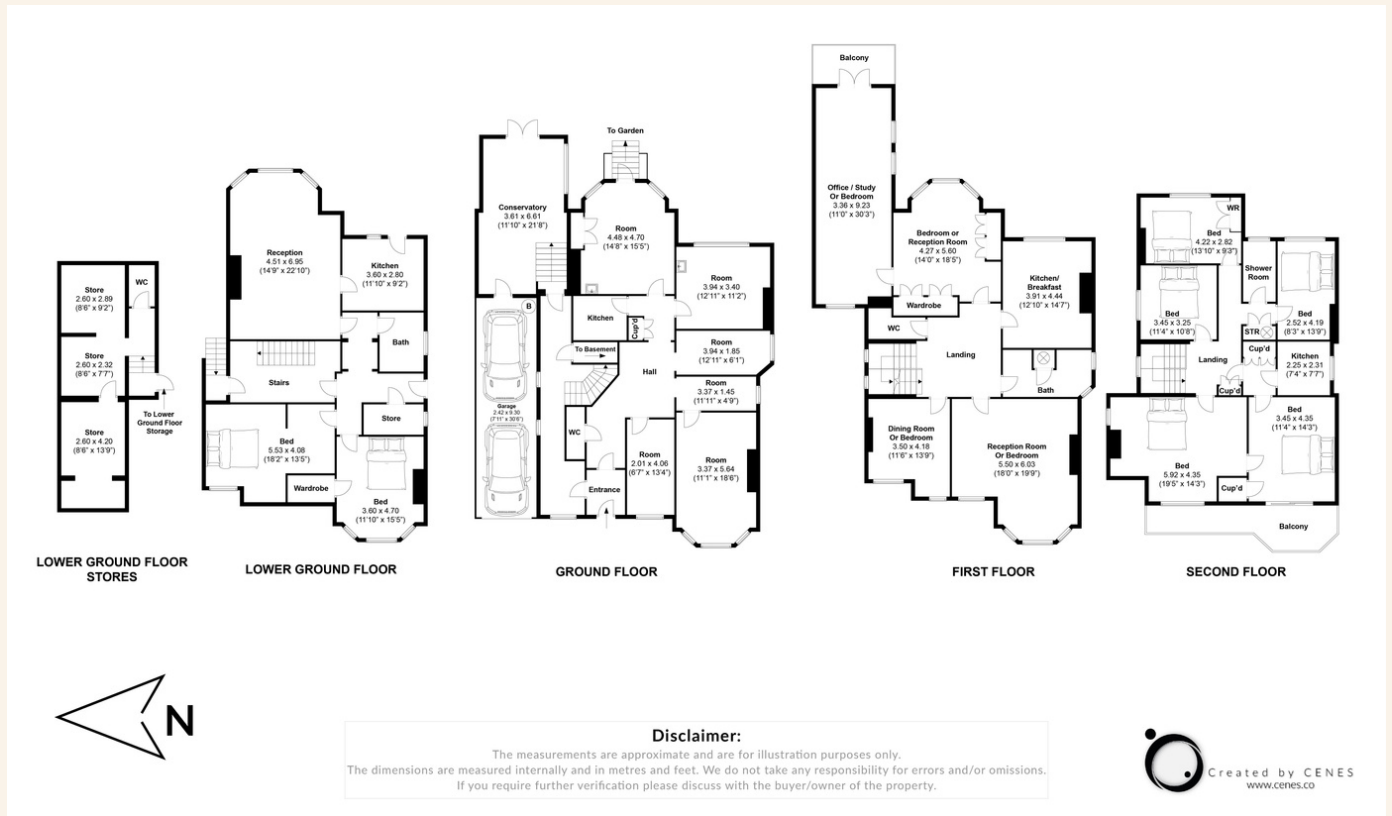 Store
2.60 x 2.89
(8'6" x 9'2")
WC
Store
2.60 x 2.32
(8'6" x 7'7")
Store
2.60 x 4.20
(8'6" x 13'9")
To Lower
Ground Floor
Storage
LOWER GROUND FLOOR
STORES
Reception
4.51 x 6.95
(14'9" x 22'10")
Kitchen
3.60 x 2.80
(11'10" x 9'2")
Bath
Stairs
Store
Bed
5.53 x 4.08
(18'2" x 13'5")
Wardrobe
Bed
3.60 x 4.70
(11'10" x 15'5")
LOWER GROUND FLOOR
To Garden
Conservatory
3.61 x 6.61
(11'10" x 21'8")
Room
4.48 x 4.70
(14'8" x 15'5")
Room
3.94 x 3.40
(12'11" x 11'2")
B
Kitchen
Cup'd
Room
3.94 x 1.85
(12'11" x 6'1")
To Basement
Hall
Room
3.37 x 1.45
(11'11" x 4'9")
Garage
2.42 x 9.30
(7'11" x 30'6")
WC
Room
2.01 x 4.06
(6'7" x 13'4")
Room
3.37 x 5.64
(11'1" x 18'6")
Entrance
GROUND FLOOR
Balcony
Office / Study
Or Bedroom
3.36 x 9.23
(11'0" x 30'3")
Bedroom or
Reception Room
4.27 x 5.60
(14'0" x 18'5")
Kitchen/
Breakfast
3.91 x 4.44
(12'10" x 14'7")
Wardrobe
WC
Landing
Bath
Dining Room
Or Bedroom
3.50 x 4.18
(11'6" x 13'9")
Reception Room
Or Bedroom
5.50 x 6.03
(18'0" x 19'9")
FIRST FLOOR
WR
Bed
4.22 x 2.82
(13'10" x 9'3")
Shower
Room
Bed
3.45 x 3.25
(11'4" x 10'8")
Bed
2.52 x 4.19
(8'3" x 13'9")
STR
Cup'd
Landing
Kitchen
2.25 x 2.31
(7'4" x 7'7")
Cup'd
Bed
3.45 x 4.35
(11'4" x 14'3")
Bed
5.92 x 4.35
(19'5" x 14'3")
Cup'd
Balcony
SECOND FLOOR
N
Disclaimer:
The measurements are approximate and are for illustration purposes only.
The dimensions are measured internally and in metres and feet. We do not take any responsibility for errors and/or omissions.
If you require further verification please discuss with the buyer/owner of the property.
Created by CENES
www.cenes.co